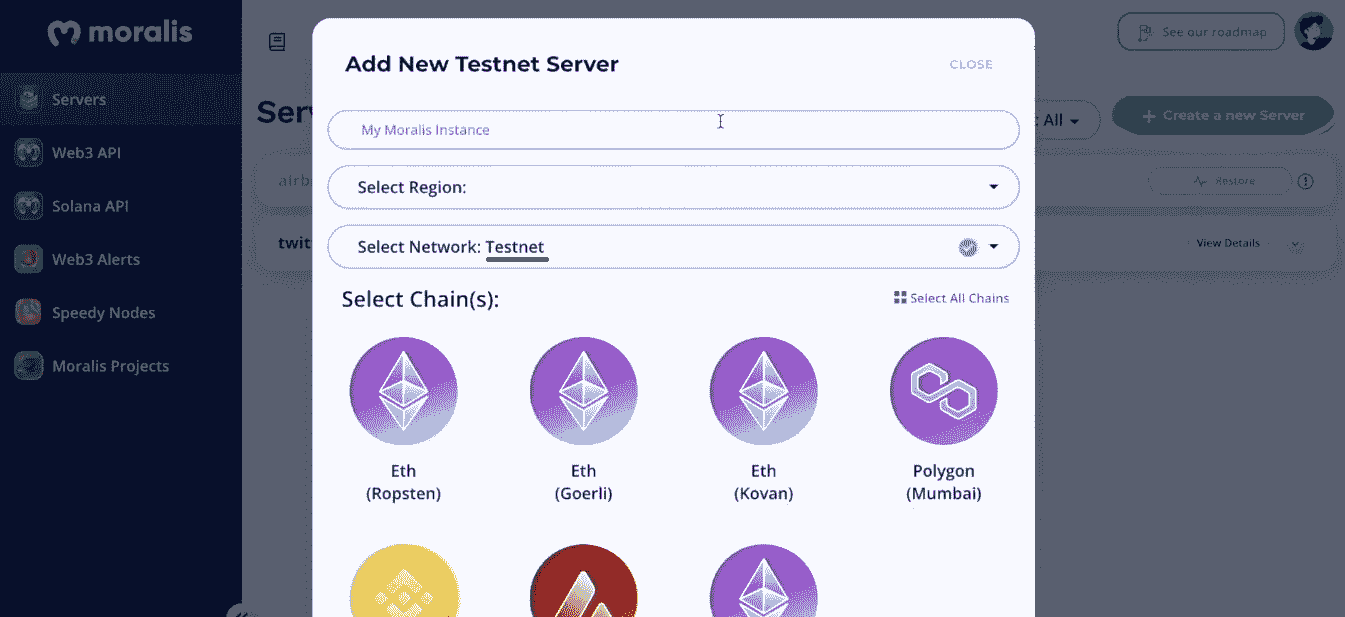 moralis
See our roadmap
Servers
Web3 API
Solana API
Web3 Alerts
Speedy Nodes
Moralis Projects
Serv
All
Create a new Server
airb
Restore
twit
View Details
Add New Testnet Server
CLOSE
My Moralis Instance
Select Region:
Select Network: Testnet
Select Chain(s):
Select All Chains
Eth
(Ropsten)
Eth
(Goerli)
Eth
(Kovan)
Polygon
(Mumbai)